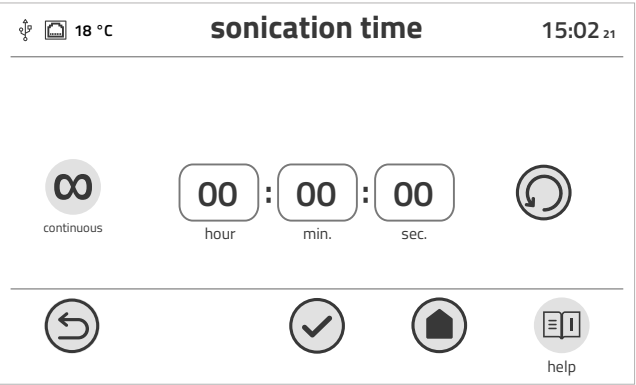 18 °C sonication time 15:02 21
00 : 00 : 00
continuous hour min. sec.
help